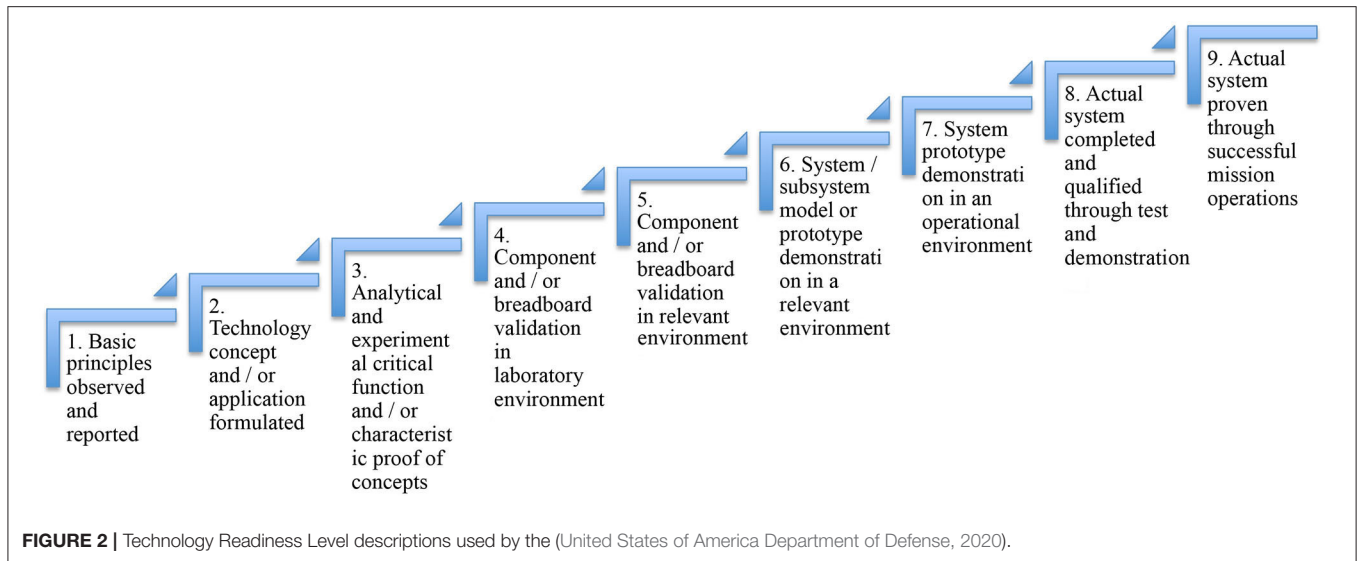 1. Basic
principles
observed
and
reported
2.
Technology
concept
and / or
application
formulated
3.
Analytical
and
experiment
al critical
function
and / or
characterist
ic proof of
concepts
4.
Component
and / or
breadboard
validation
in
laboratory
environment
5.
Component
and / or
breadboard
validation
in relevant
environment
6. System /
subsystem
model or
prototype
demonstrati
on in a
relevant
environment
7. System
prototype
demonstrati
on in an
operational
environment
8. Actual
system
completed
and
qualified
through test
and
demonstration
9. Actual
system
proven
through
successful
mission
operations
FIGURE 2 | Technology Readiness Level descriptions used by the (United States of America Department of Defense, 2020).